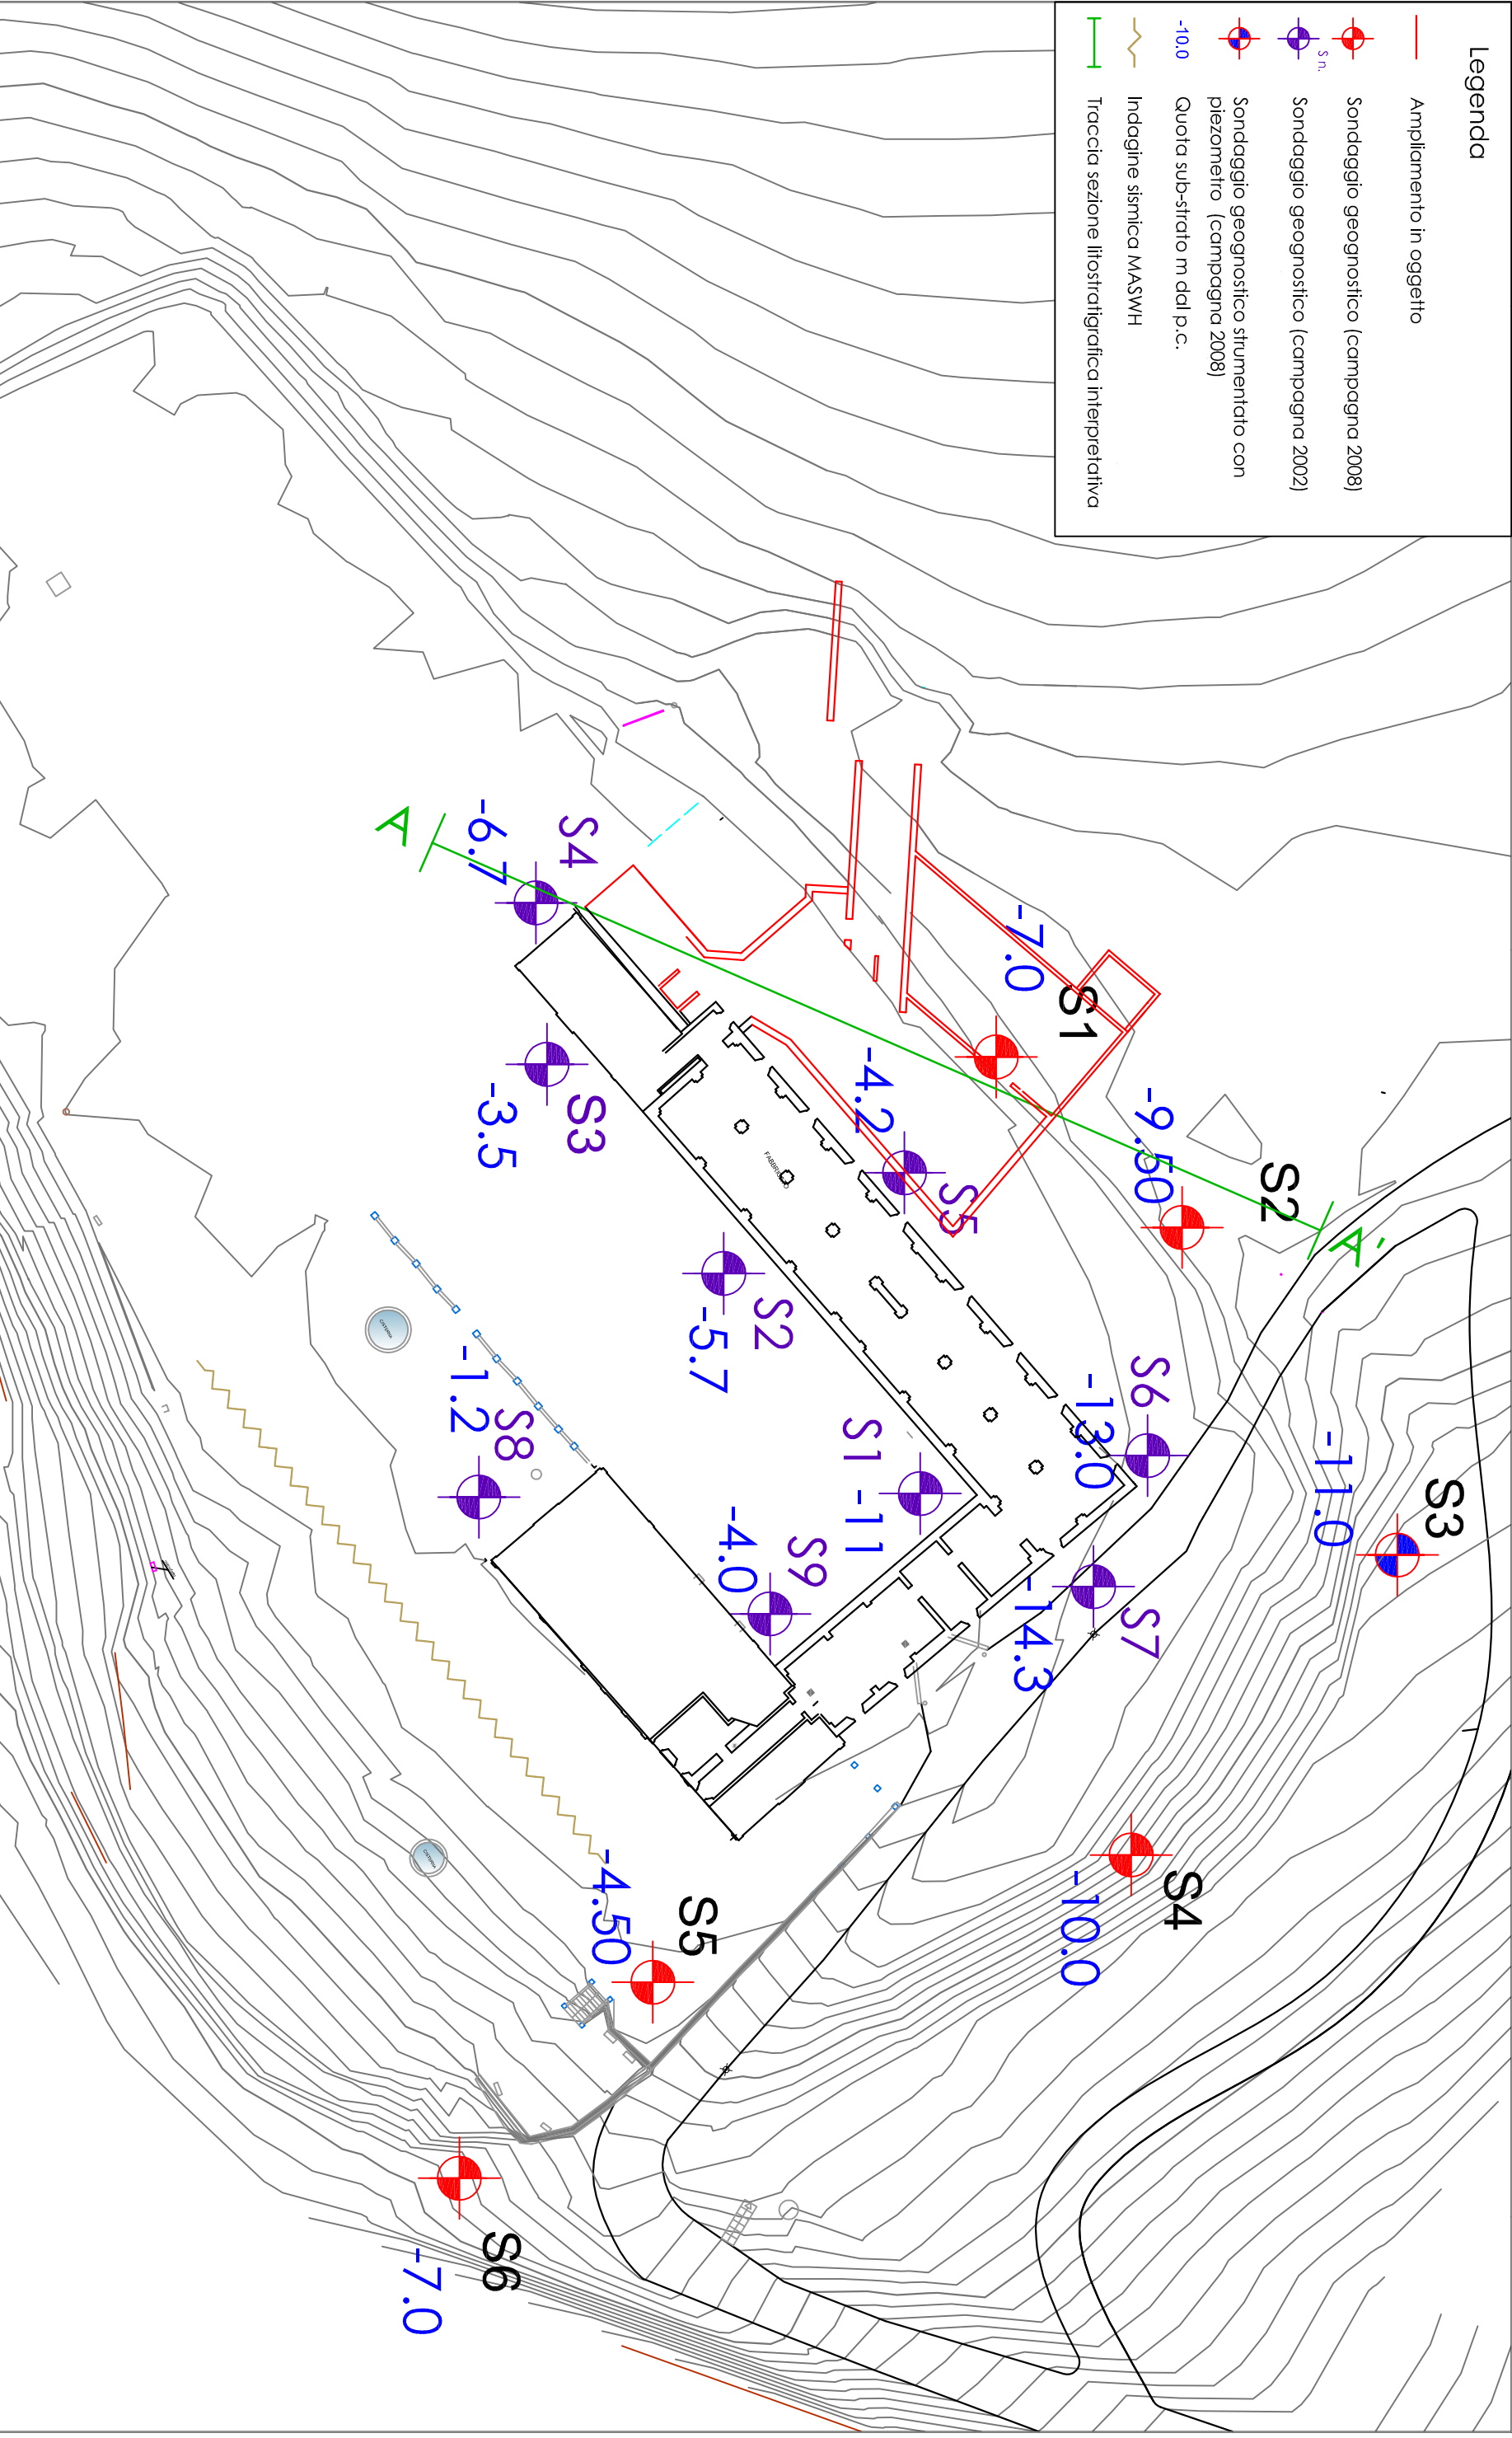 Legenda
Ampliamento in oggetto
Sondaggio geognostico (campagna 2008)
S n.
Sondaggio geognostico (campagna 2002)
Sondaggio geognostico strumentato con
piezometro (campagna 2008)
-10.0
Quota sub-strato m dal p.c.
Indagine sismica MASWH
Traccia sezione litostratigrafica interpretativa
S3
-11.0
S2
A'
-9.50
S1
-7.0
S4
-10.0
S6
-13.0
S7
-14.3
S5
-4.2
S1
-11
S9
-4.0
S2
-5.7
S5
-4.50
S3
-3.5
S4
-6.7
A
S8
-1.2
S6
-7.0
CISTERNA
CISTERNA